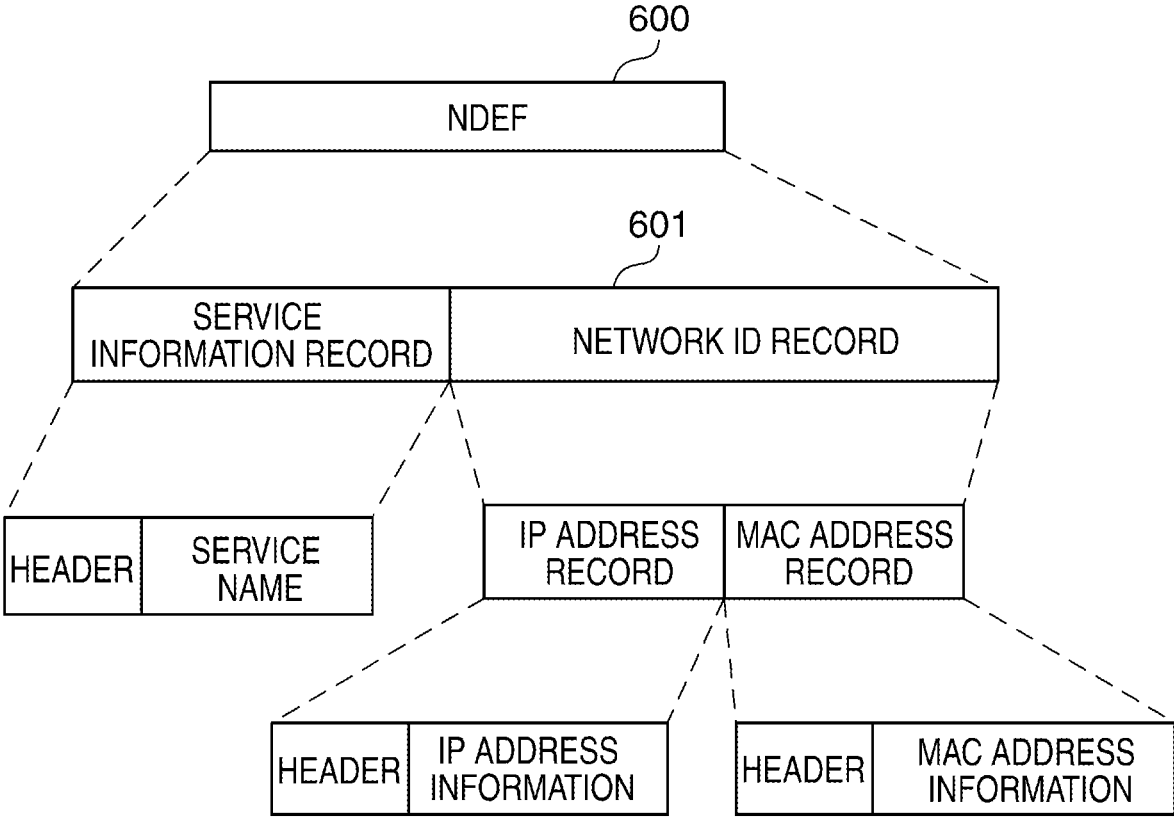 600
NDEF
601
SERVICE
INFORMATION RECORD
NETWORK ID RECORD
HEADER
SERVICE
NAME
IP ADDRESS
RECORD
MAC ADDRESS
RECORD
HEADER
IP ADDRESS
INFORMATION
HEADER
MAC ADDRESS
INFORMATION